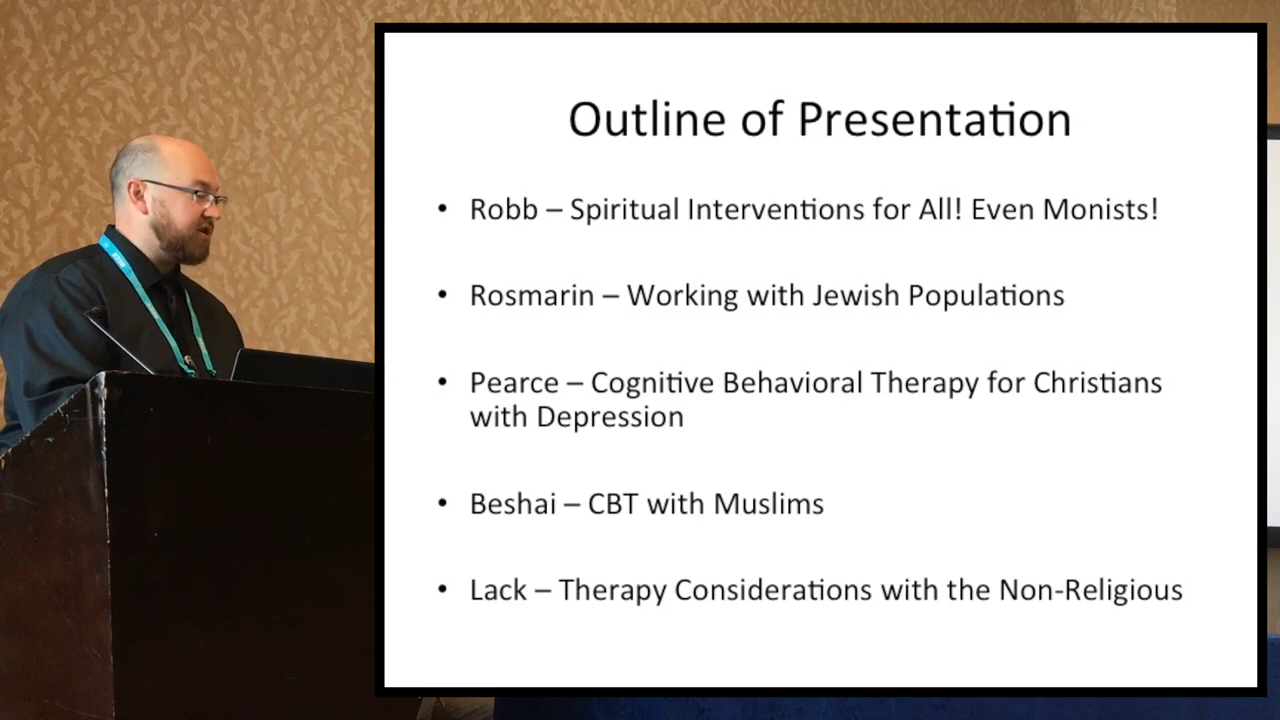 Outline of Presentation
• Robb – Spiritual Interventions for All! Even Monists!
• Rosmarin – Working with Jewish Populations
• Pearce – Cognitive Behavioral Therapy for Christians
with Depression
• Beshai – CBT with Muslims
• Lack – Therapy Considerations with the Non-Religious